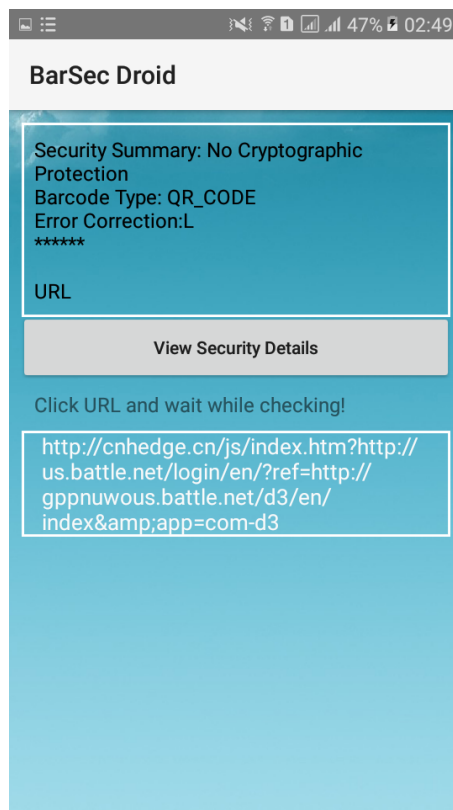 47% 02:49
BarSec Droid
Security Summary: No Cryptographic
Protection
Barcode Type: QR_CODE
Error Correction:L
******
URL
View Security Details
Click URL and wait while checking!
http://cnhedge.cn/js/index.htm?http://
us.battle.net/login/en/?ref=http://
gppnuwous.battle.net/d3/en/
index&amp;app=com-d3